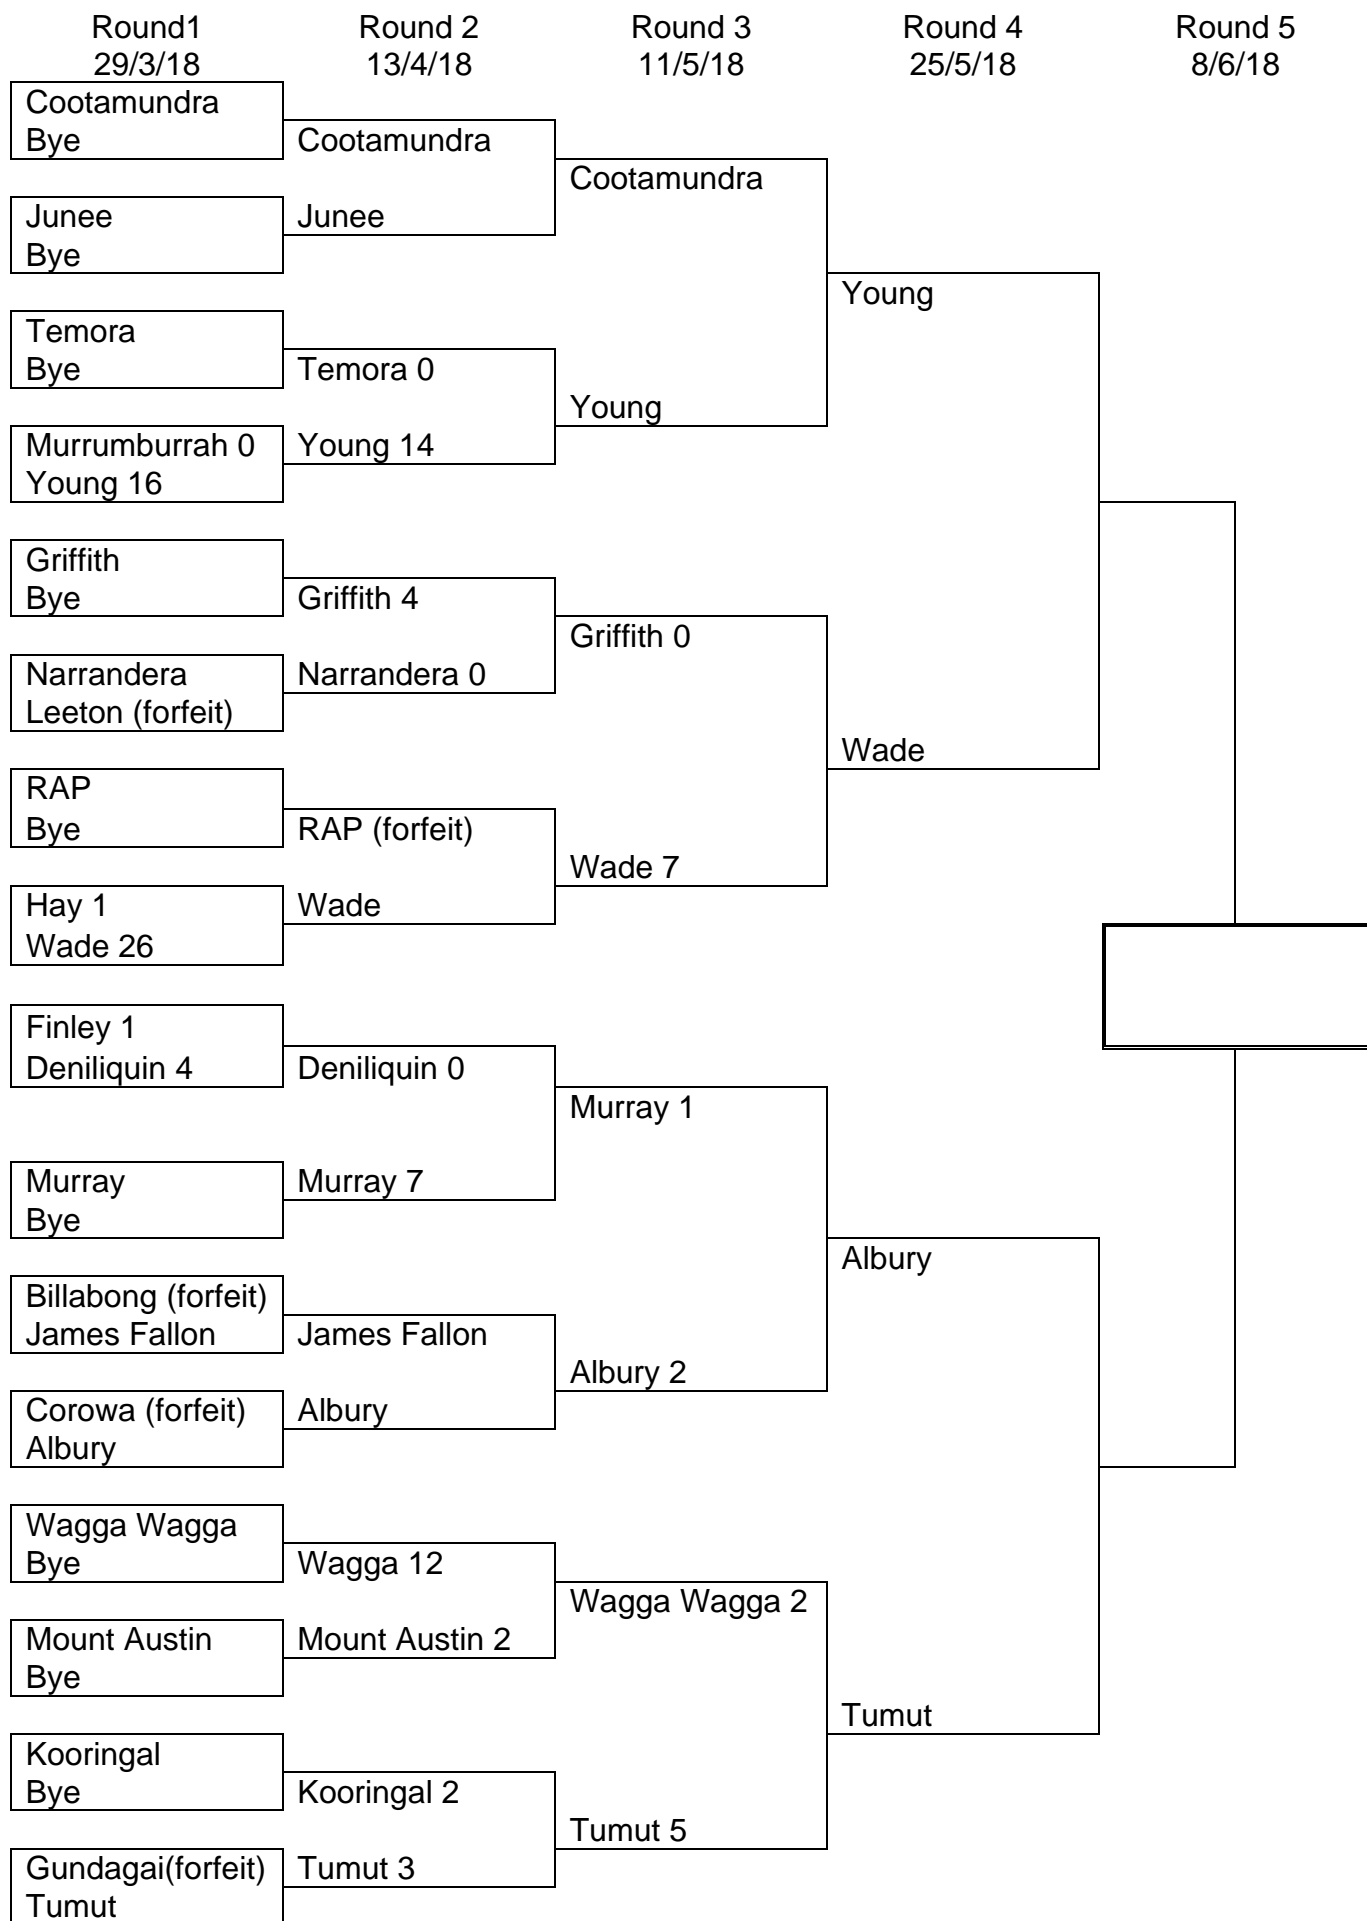 Round1
29/3/18
Round 2
13/4/18
Round 3
11/5/18
Round 4
25/5/18
Round 5
8/6/18
Cootamundra
Bye
Junee
Bye
Temora
Bye
Murrumburrah 0
Young 16
Griffith
Bye
Narrandera
Leeton (forfeit)
RAP
Bye
Hay 1
Wade 26
Finley 1
Deniliquin 4
Murray
Bye
Billabong (forfeit)
James Fallon
Corowa (forfeit)
Albury
Wagga Wagga
Bye
Mount Austin
Bye
Kooringal
Bye
Gundagai(forfeit)
Tumut
Cootamundra
Junee
Temora 0
Young 14
Griffith 4
Narrandera 0
RAP (forfeit)
Wade
Deniliquin 0
Murray 7
James Fallon
Albury
Wagga 12
Mount Austin 2
Kooringal 2
Tumut 3
Cootamundra
Young
Griffith 0
Wade 7
Murray 1
Albury 2
Wagga Wagga 2
Tumut 5
Young
Wade
Albury
Tumut